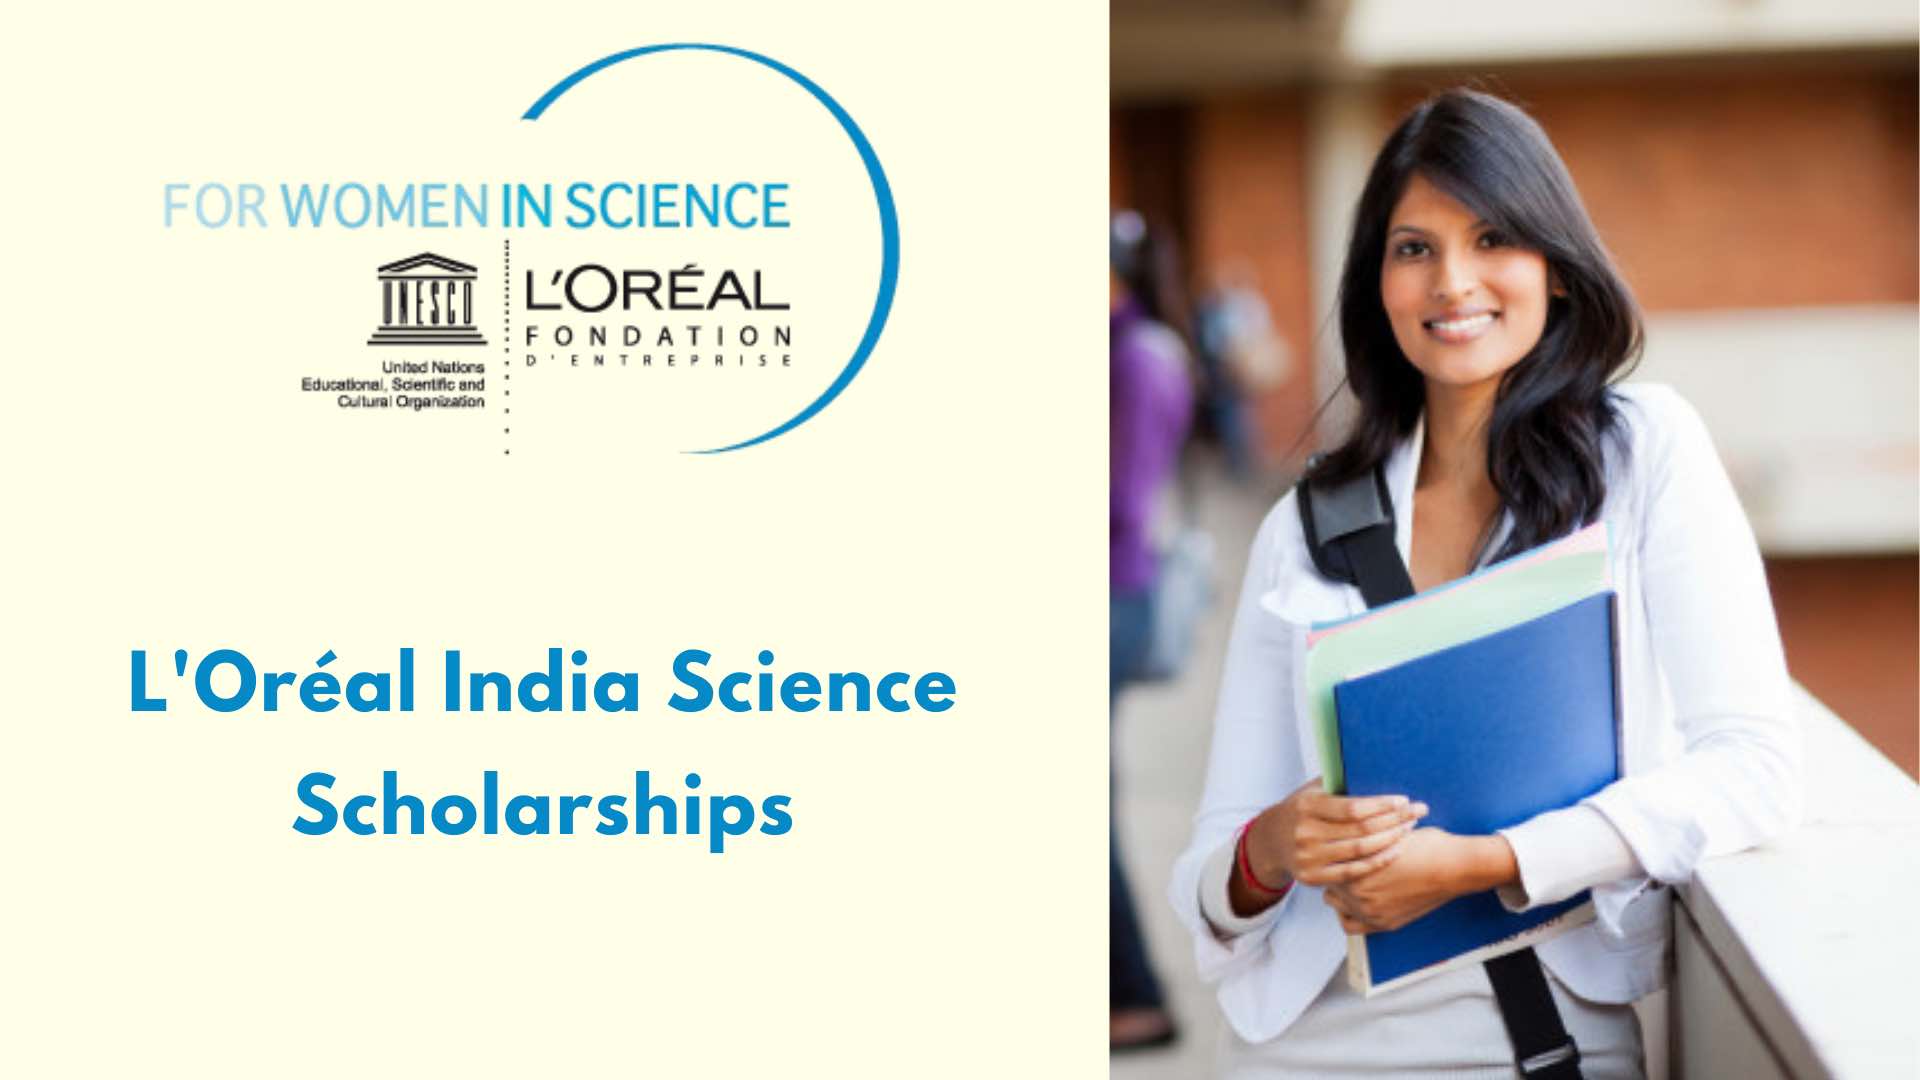 FOR WOMEN IN SCIENCE
UNESCO
United Nations
Educational, Scientific and
Cultural Organization
L'ORÉAL
FONDATION
D'ENTREPRISE
L'Oréal India Science
Scholarships